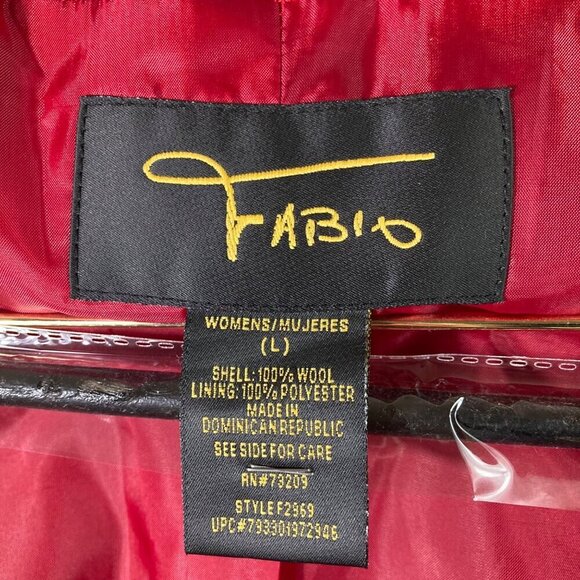 FABIO
WOMENS/MUJERES
(L)
SHELL: 100% WOOL
LINING: 100% POLYESTER
MADE IN
DOMINICAN REPUBLIC
SEE SIDE FOR CARE
RN#73209
STYLE F2969
UPC#793301972946